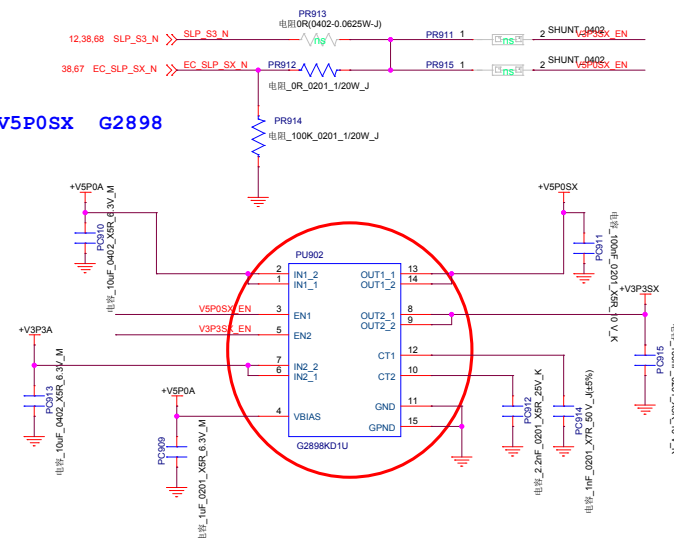 PR913
电阻0R(0402-0.0625W-J)
12,38,68 SLP_S3_N SLP_S3_N ns PR911 1 ns 2 SHUNT_0402 V3P3SX_EN
38,67 EC_SLP_SX_N EC_SLP_SX_N PR912 PR915 1 ns 2 SHUNT_0402 V5P0SX_EN
电阻_0R_0201_1/20W_J
PR914
电阻_100K_0201_1/20W_J
V5P0SX G2898
+V5P0A
PC910
电容_10uF_0402_X5R_6.3V_M
+V5P0SX
PC911
电容_100nF_0201_X5R_10 V_K
PU902
2 IN1_2 OUT1_1 13
1 IN1_1 OUT1_2 14
V5P0SX_EN 3 EN1 OUT2_1 8
OUT2_2 9
V3P3SX_EN 5 EN2
+V3P3SX
PC915
+V3P3A
PC913
电容_10uF_0402_X5R_6.3V_M
CT1 12
7 IN2_2 CT2 10
6 IN2_1
+V5P0A
4 VBIAS GND 11
GPND 15
G2898KD1U
PC909
电容_1uF_0201_X5R_6.3V_M
PC912
电容_2.2nF_0201_X5R_25V_K
PC914
电容_1nF_0201_X7R_50 V_J(±5%)